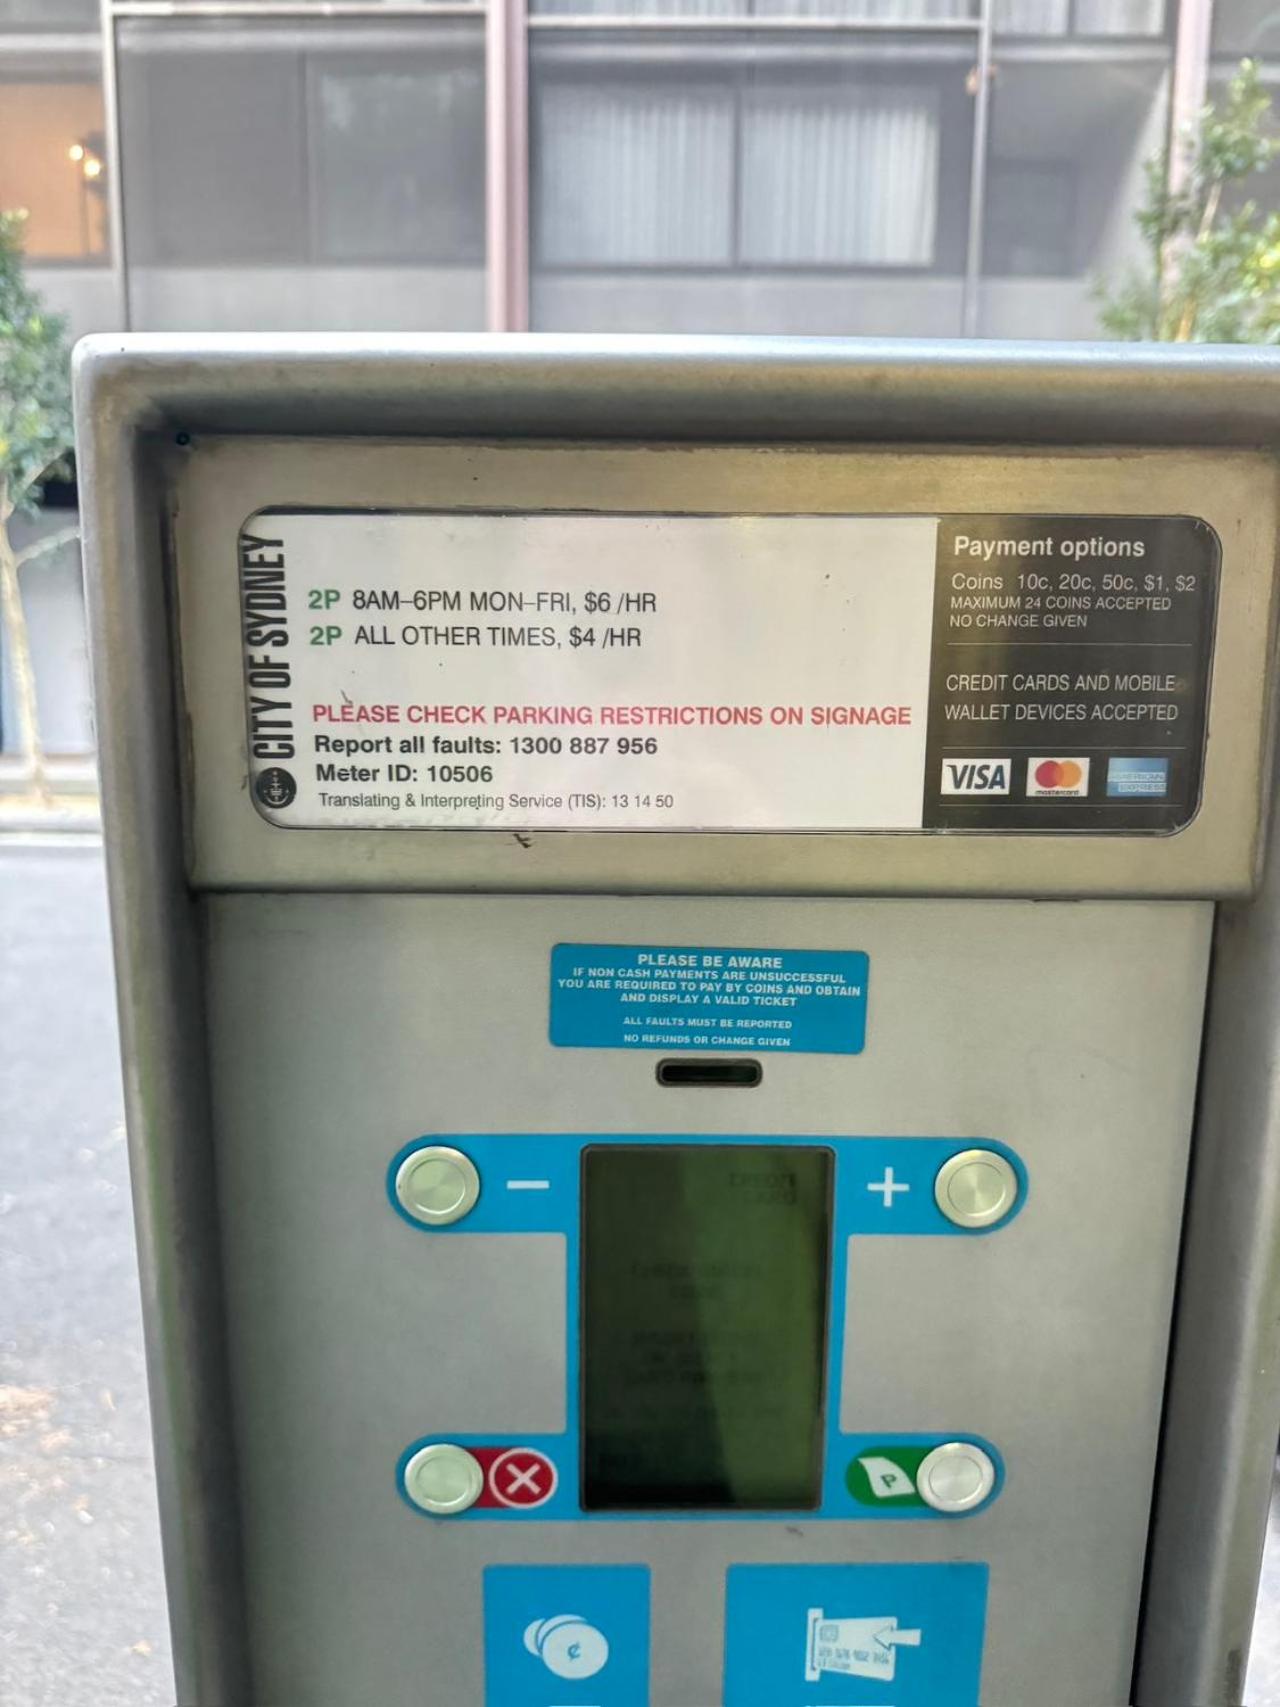 CITY OF SYDNEY
2P 8AM–6PM MON–FRI, $6 /HR
2P ALL OTHER TIMES, $4 /HR
PLEASE CHECK PARKING RESTRICTIONS ON SIGNAGE
Report all faults: 1300 887 956
Meter ID: 10506
Translating & Interpreting Service (TIS): 13 14 50
Payment options
Coins 10c, 20c, 50c, $1, $2
MAXIMUM 24 COINS ACCEPTED
NO CHANGE GIVEN
CREDIT CARDS AND MOBILE
WALLET DEVICES ACCEPTED
VISA
mastercard
AMERICAN
EXPRESS
PLEASE BE AWARE
IF NON CASH PAYMENTS ARE UNSUCCESSFUL
YOU ARE REQUIRED TO PAY BY COINS AND OBTAIN
AND DISPLAY A VALID TICKET
ALL FAULTS MUST BE REPORTED
NO REFUNDS OR CHANGE GIVEN
− +
P
¢